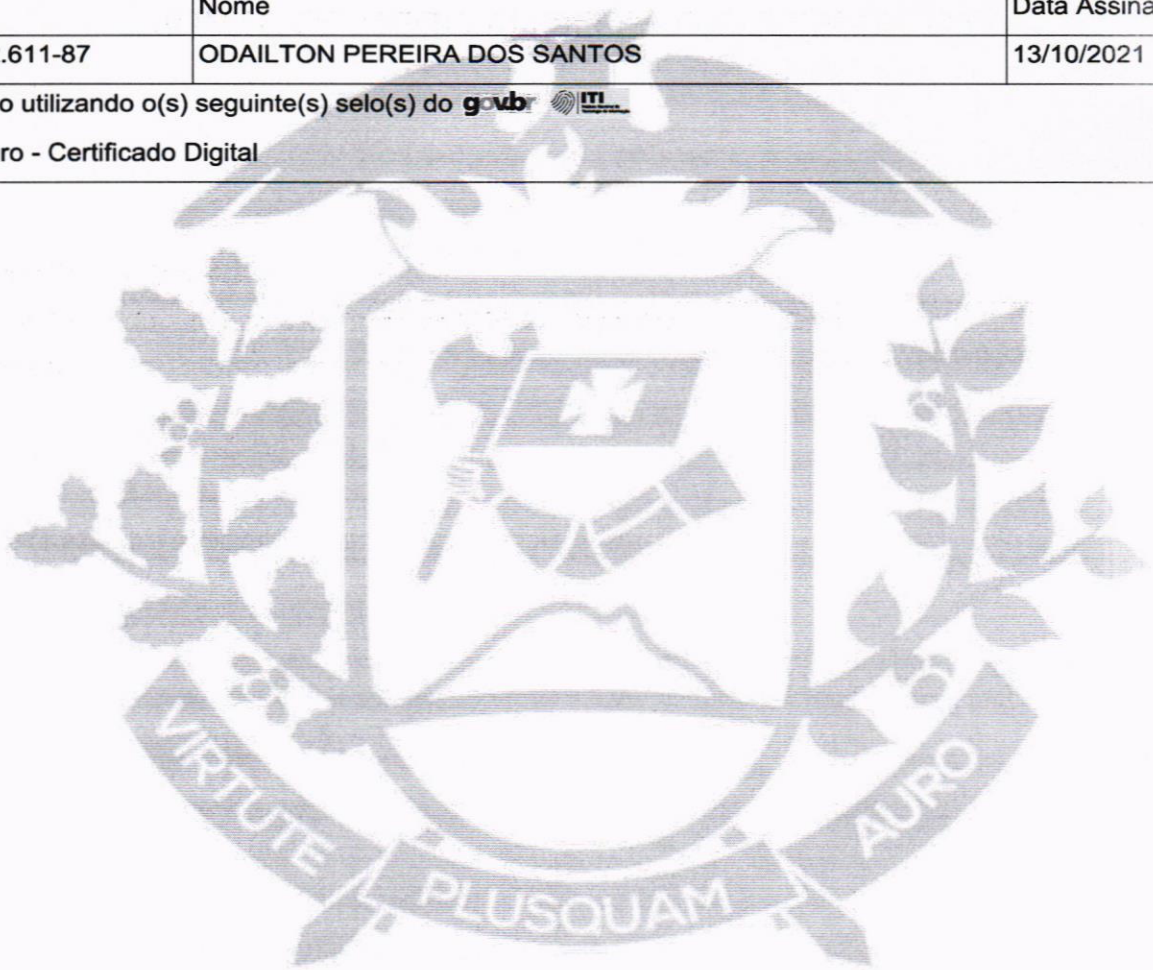 Nome Data Assina
.611-87 ODAILTON PEREIRA DOS SANTOS 13/10/2021
o utilizando o(s) seguinte(s) selo(s) do gov.br ITI
ro - Certificado Digital
VIRTUTE PLUSQUAM AURO